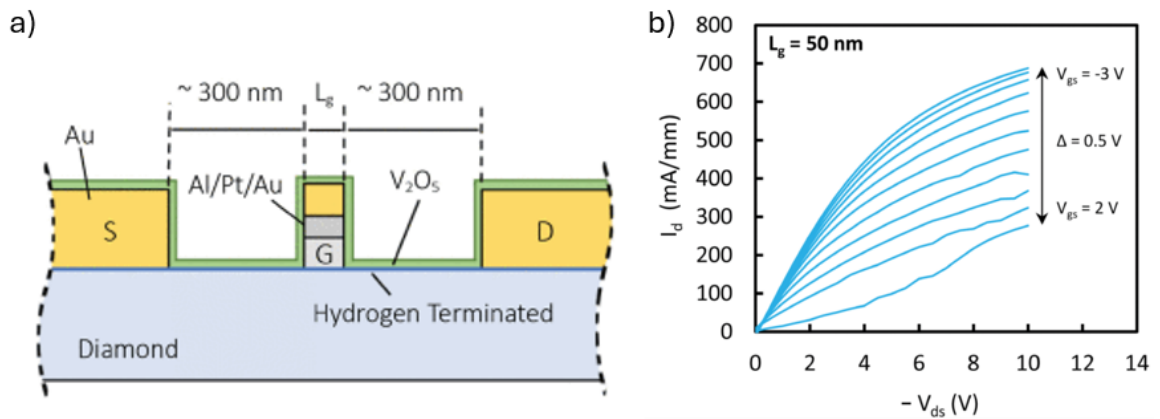 a)
~ 300 nm
Lg
~ 300 nm
Au
Al/Pt/Au
V₂O₅
S
G
D
Hydrogen Terminated
Diamond
b)
Lg = 50 nm
Vgs = -3 V
Δ = 0.5 V
Vgs = 2 V
Id (mA/mm)
800
700
600
500
400
300
200
100
0
0 2 4 6 8 10 12 14
– Vds (V)